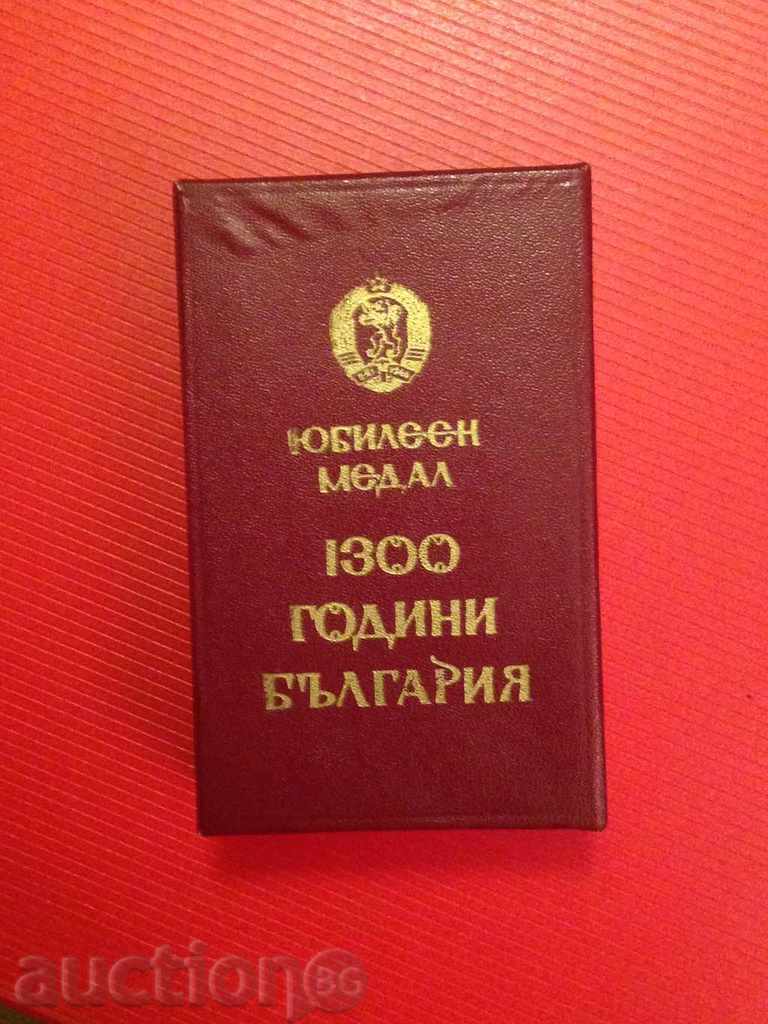 ЮБИЛЕЕН
МЕДАЛ
1300
ГОДИНИ
БЪЛГАРИЯ
auction BG